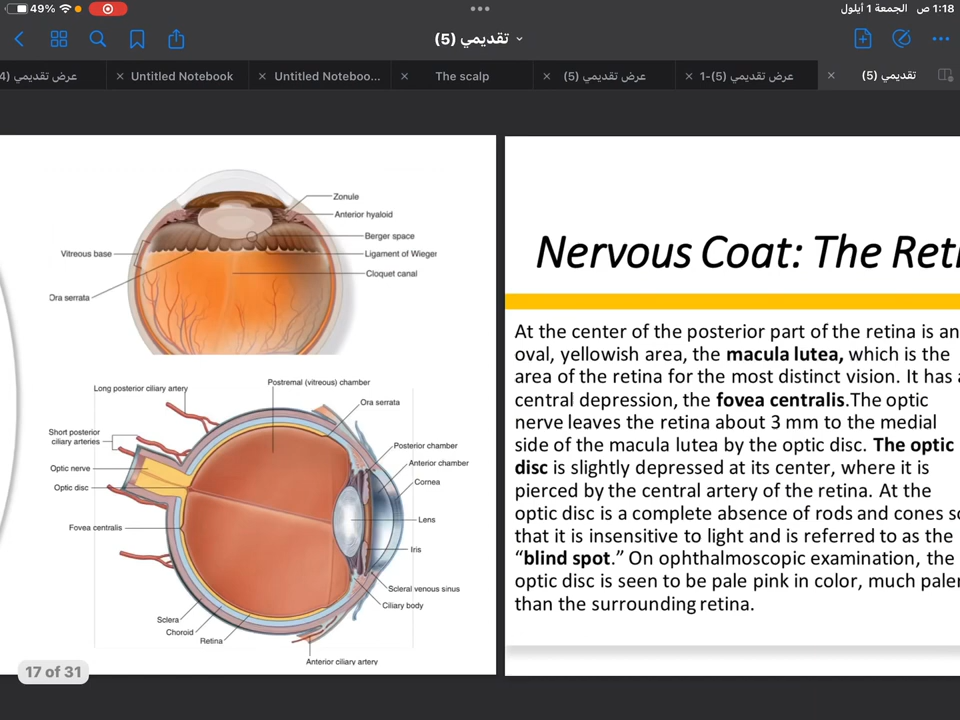 49%
1:18 ص الجمعة 1 أيلول
تقديمي (5)
عرض تقديمي (4
Untitled Notebook
Untitled Noteboo...
The scalp
عرض تقديمي (5)
عرض تقديمي (5)-1
تقديمي (5)
Zonule
Anterior hyaloid
Berger space
Ligament of Wieger
Cloquet canal
Vitreous base
Ora serrata
Postremal (vitreous) chamber
Long posterior ciliary artery
Ora serrata
Short posterior
ciliary arteries
Posterior chamber
Anterior chamber
Optic nerve
Cornea
Optic disc
Lens
Fovea centralis
Iris
Scleral venous sinus
Ciliary body
Sclera
Choroid
Retina
Anterior ciliary artery
17 of 31
Nervous Coat: The Reti
At the center of the posterior part of the retina is an
oval, yellowish area, the macula lutea, which is the
area of the retina for the most distinct vision. It has a
central depression, the fovea centralis.The optic
nerve leaves the retina about 3 mm to the medial
side of the macula lutea by the optic disc. The optic
disc is slightly depressed at its center, where it is
pierced by the central artery of the retina. At the
optic disc is a complete absence of rods and cones so
that it is insensitive to light and is referred to as the
“blind spot.” On ophthalmoscopic examination, the
optic disc is seen to be pale pink in color, much paler
than the surrounding retina.